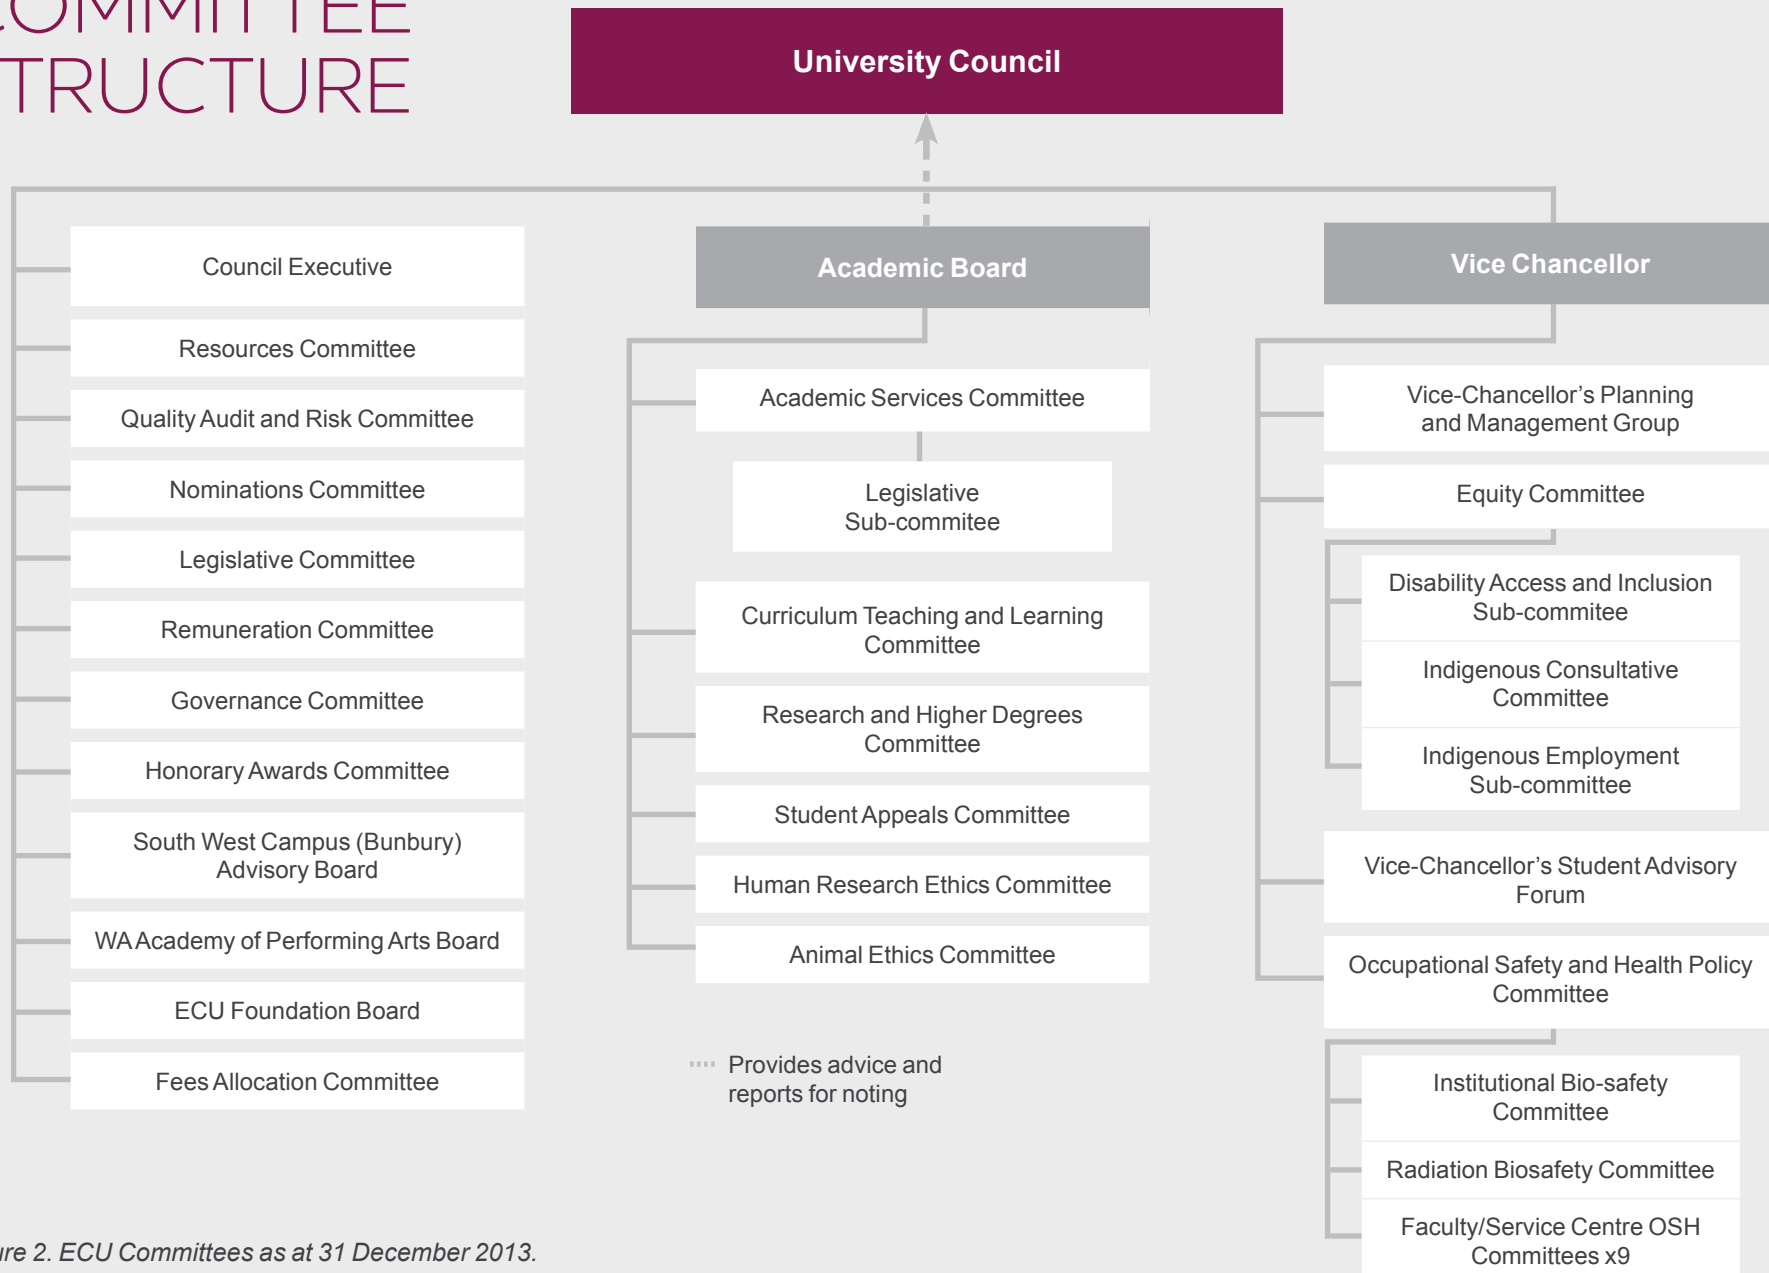 COMMITTEE
TRUCTURE
University Council
Council Executive
Resources Committee
Quality Audit and Risk Committee
Nominations Committee
Legislative Committee
Remuneration Committee
Governance Committee
Honorary Awards Committee
South West Campus (Bunbury)
Advisory Board
WA Academy of Performing Arts Board
ECU Foundation Board
Fees Allocation Committee
Academic Board
Academic Services Committee
Legislative
Sub-commitee
Curriculum Teaching and Learning
Committee
Research and Higher Degrees
Committee
Student Appeals Committee
Human Research Ethics Committee
Animal Ethics Committee
Provides advice and
reports for noting
Vice Chancellor
Vice-Chancellor’s Planning
and Management Group
Equity Committee
Disability Access and Inclusion
Sub-commitee
Indigenous Consultative
Committee
Indigenous Employment
Sub-committee
Vice-Chancellor’s Student Advisory
Forum
Occupational Safety and Health Policy
Committee
Institutional Bio-safety
Committee
Radiation Biosafety Committee
Faculty/Service Centre OSH
Committees x9
ure 2. ECU Committees as at 31 December 2013.